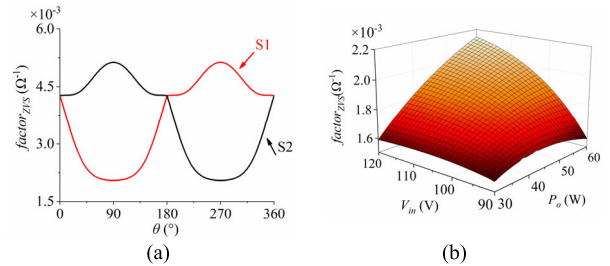 ×10⁻³
6.0
4.5
3.0
1.5
factor_ZVS (Ω⁻¹)
S1
S2
0 90 180 270 360
θ (°)
(a)
×10⁻³
2.2
2.0
1.8
1.6
factor_ZVS(Ω⁻¹)
120 110 100 90
V_in (V)
30 40 50 60
P_o (W)
(b)